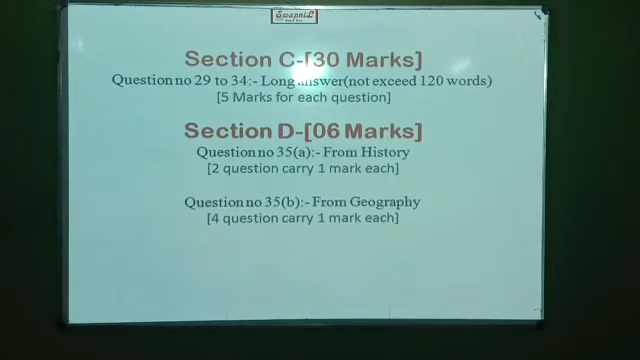 SwapniL
Section C-[30 Marks]
Question no 29 to 34:- Long answer(not exceed 120 words)
[5 Marks for each question]
Section D-[06 Marks]
Question no 35(a):- From History
[2 question carry 1 mark each]
Question no 35(b):- From Geography
[4 question carry 1 mark each]